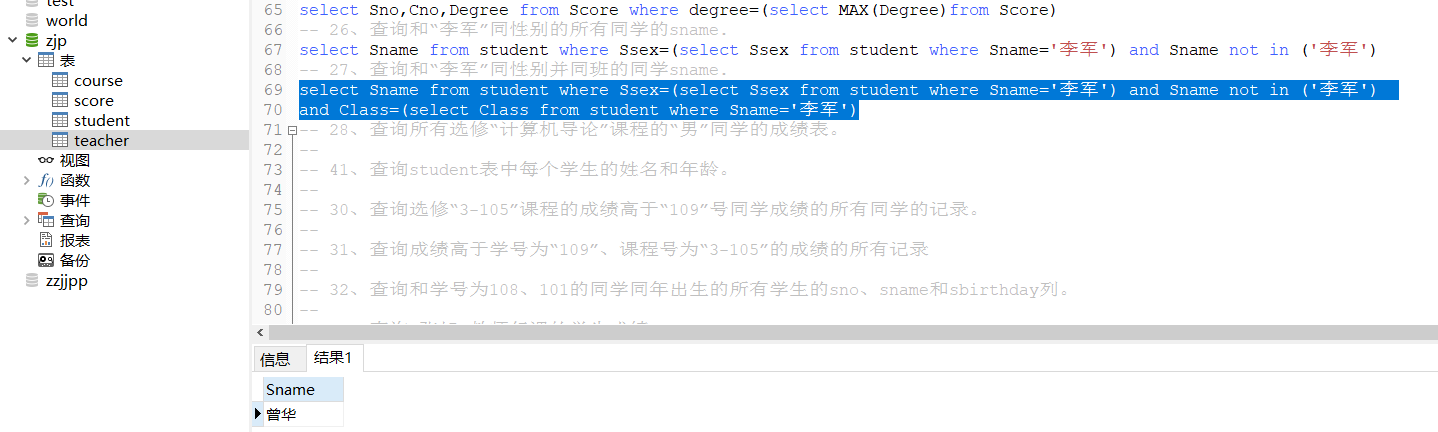 test
world
zjp
表
course
score
student
teacher
视图
函数
事件
查询
报表
备份
zzjjpp
65 select Sno,Cno,Degree from Score where degree=(select MAX(Degree)from Score)
66 -- 26、查询和“李军”同性别的所有同学的sname.
67 select Sname from student where Ssex=(select Ssex from student where Sname='李军') and Sname not in ('李军')
68 -- 27、查询和“李军”同性别并同班的同学sname.
69 select Sname from student where Ssex=(select Ssex from student where Sname='李军') and Sname not in ('李军')
70 and Class=(select Class from student where Sname='李军')
71 -- 28、查询所有选修“计算机导论”课程的“男”同学的成绩表。
72 --
73 -- 41、查询student表中每个学生的姓名和年龄。
74 --
75 -- 30、查询选修“3-105”课程的成绩高于“109”号同学成绩的所有同学的记录。
76 --
77 -- 31、查询成绩高于学号为“109”、课程号为“3-105”的成绩的所有记录
78 --
79 -- 32、查询和学号为108、101的同学同年出生的所有学生的sno、sname和sbirthday列。
80 --
信息 结果1
Sname
曾华